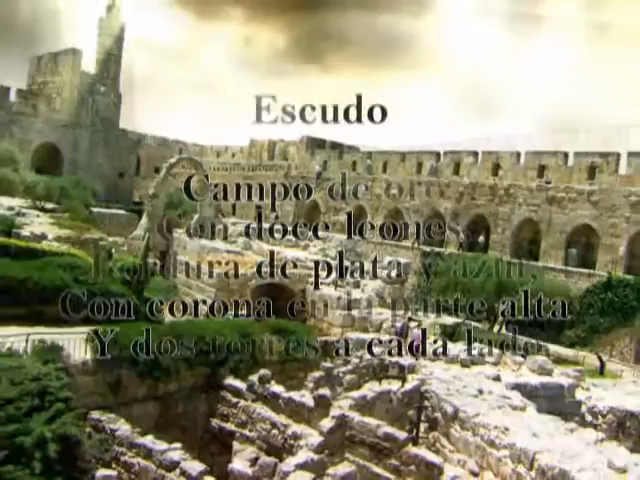 Escudo
Campo de oro
Con doce leones
Bordura de plata y azur
Con corona en la parte alta
Y dos torres a cada lado